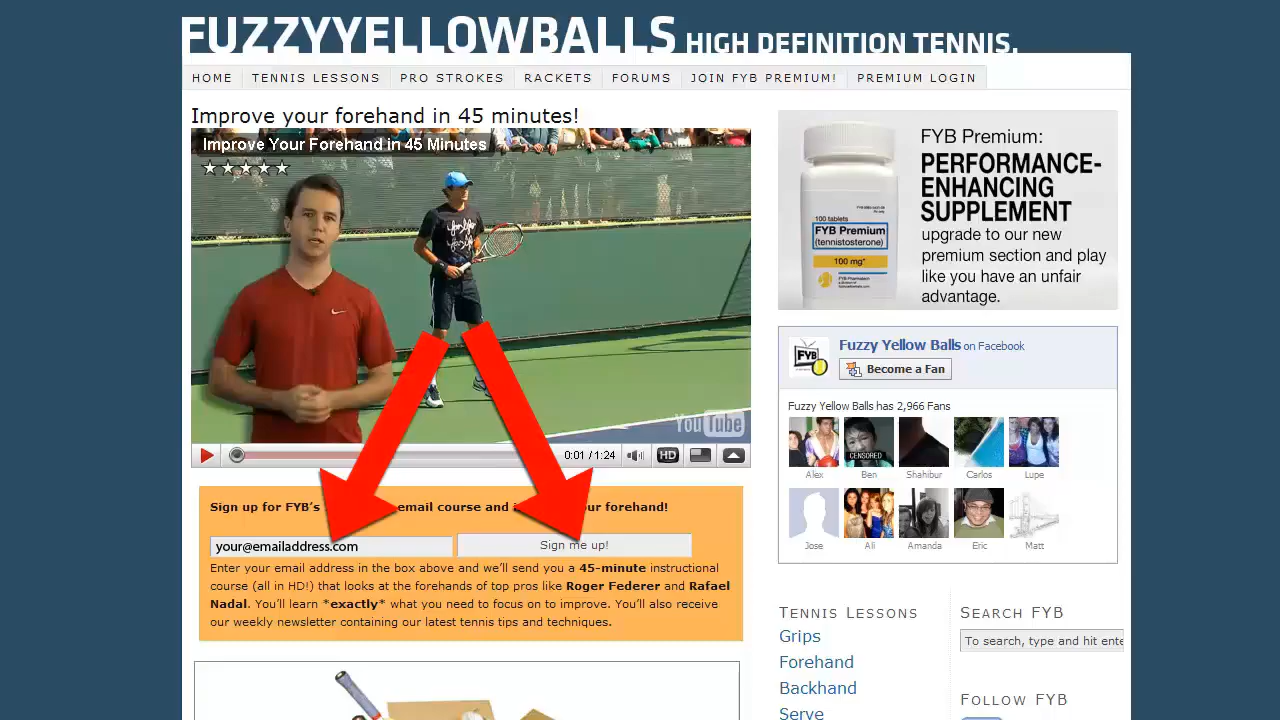 FUZZYYELLOWBALLS HIGH DEFINITION TENNIS.
HOME TENNIS LESSONS PRO STROKES RACKETS FORUMS JOIN FYB PREMIUM! PREMIUM LOGIN
Improve your forehand in 45 minutes!
Improve Your Forehand in 45 Minutes
YouTube
0:01 / 1:24
HD
Sign up for FYB's email course and your forehand!
your@emailaddress.com
Sign me up!
Enter your email address in the box above and we'll send you a 45-minute instructional
course (all in HD!) that looks at the forehands of top pros like Roger Federer and Rafael
Nadal. You'll learn *exactly* what you need to focus on to improve. You'll also receive
our weekly newsletter containing our latest tennis tips and techniques.
100 tablets
FYB Premium
(tennistosterone)
100 mg*
FYB Premium:
PERFORMANCE-
ENHANCING
SUPPLEMENT
upgrade to our new
premium section and play
like you have an unfair
advantage.
FYB
Fuzzy Yellow Balls on Facebook
Become a Fan
Fuzzy Yellow Balls has 2,966 Fans
CENSORED
Alex Ben Shahibur Carlos Lupe
Jose Ali Amanda Eric Matt
TENNIS LESSONS
Grips
Forehand
Backhand
Serve
SEARCH FYB
To search, type and hit ente
FOLLOW FYB